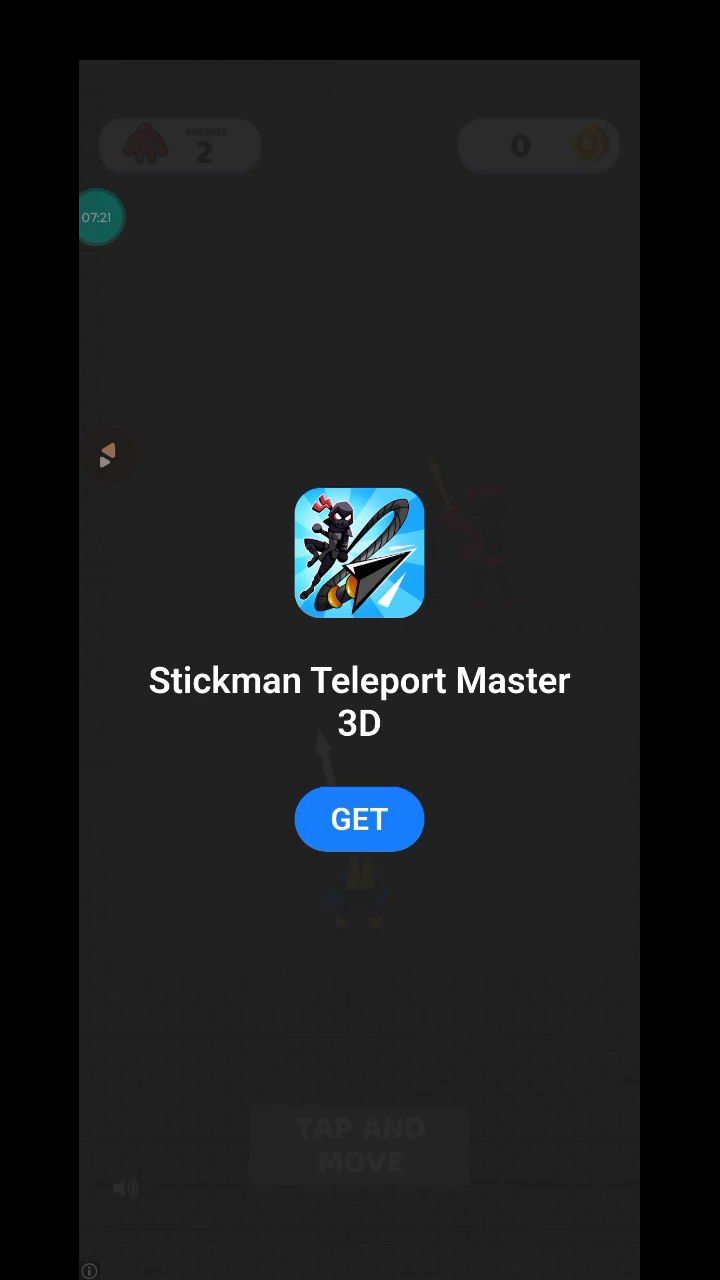 ENEMIES
2
0
07:21
Stickman Teleport Master
3D
GET
TAP AND
MOVE